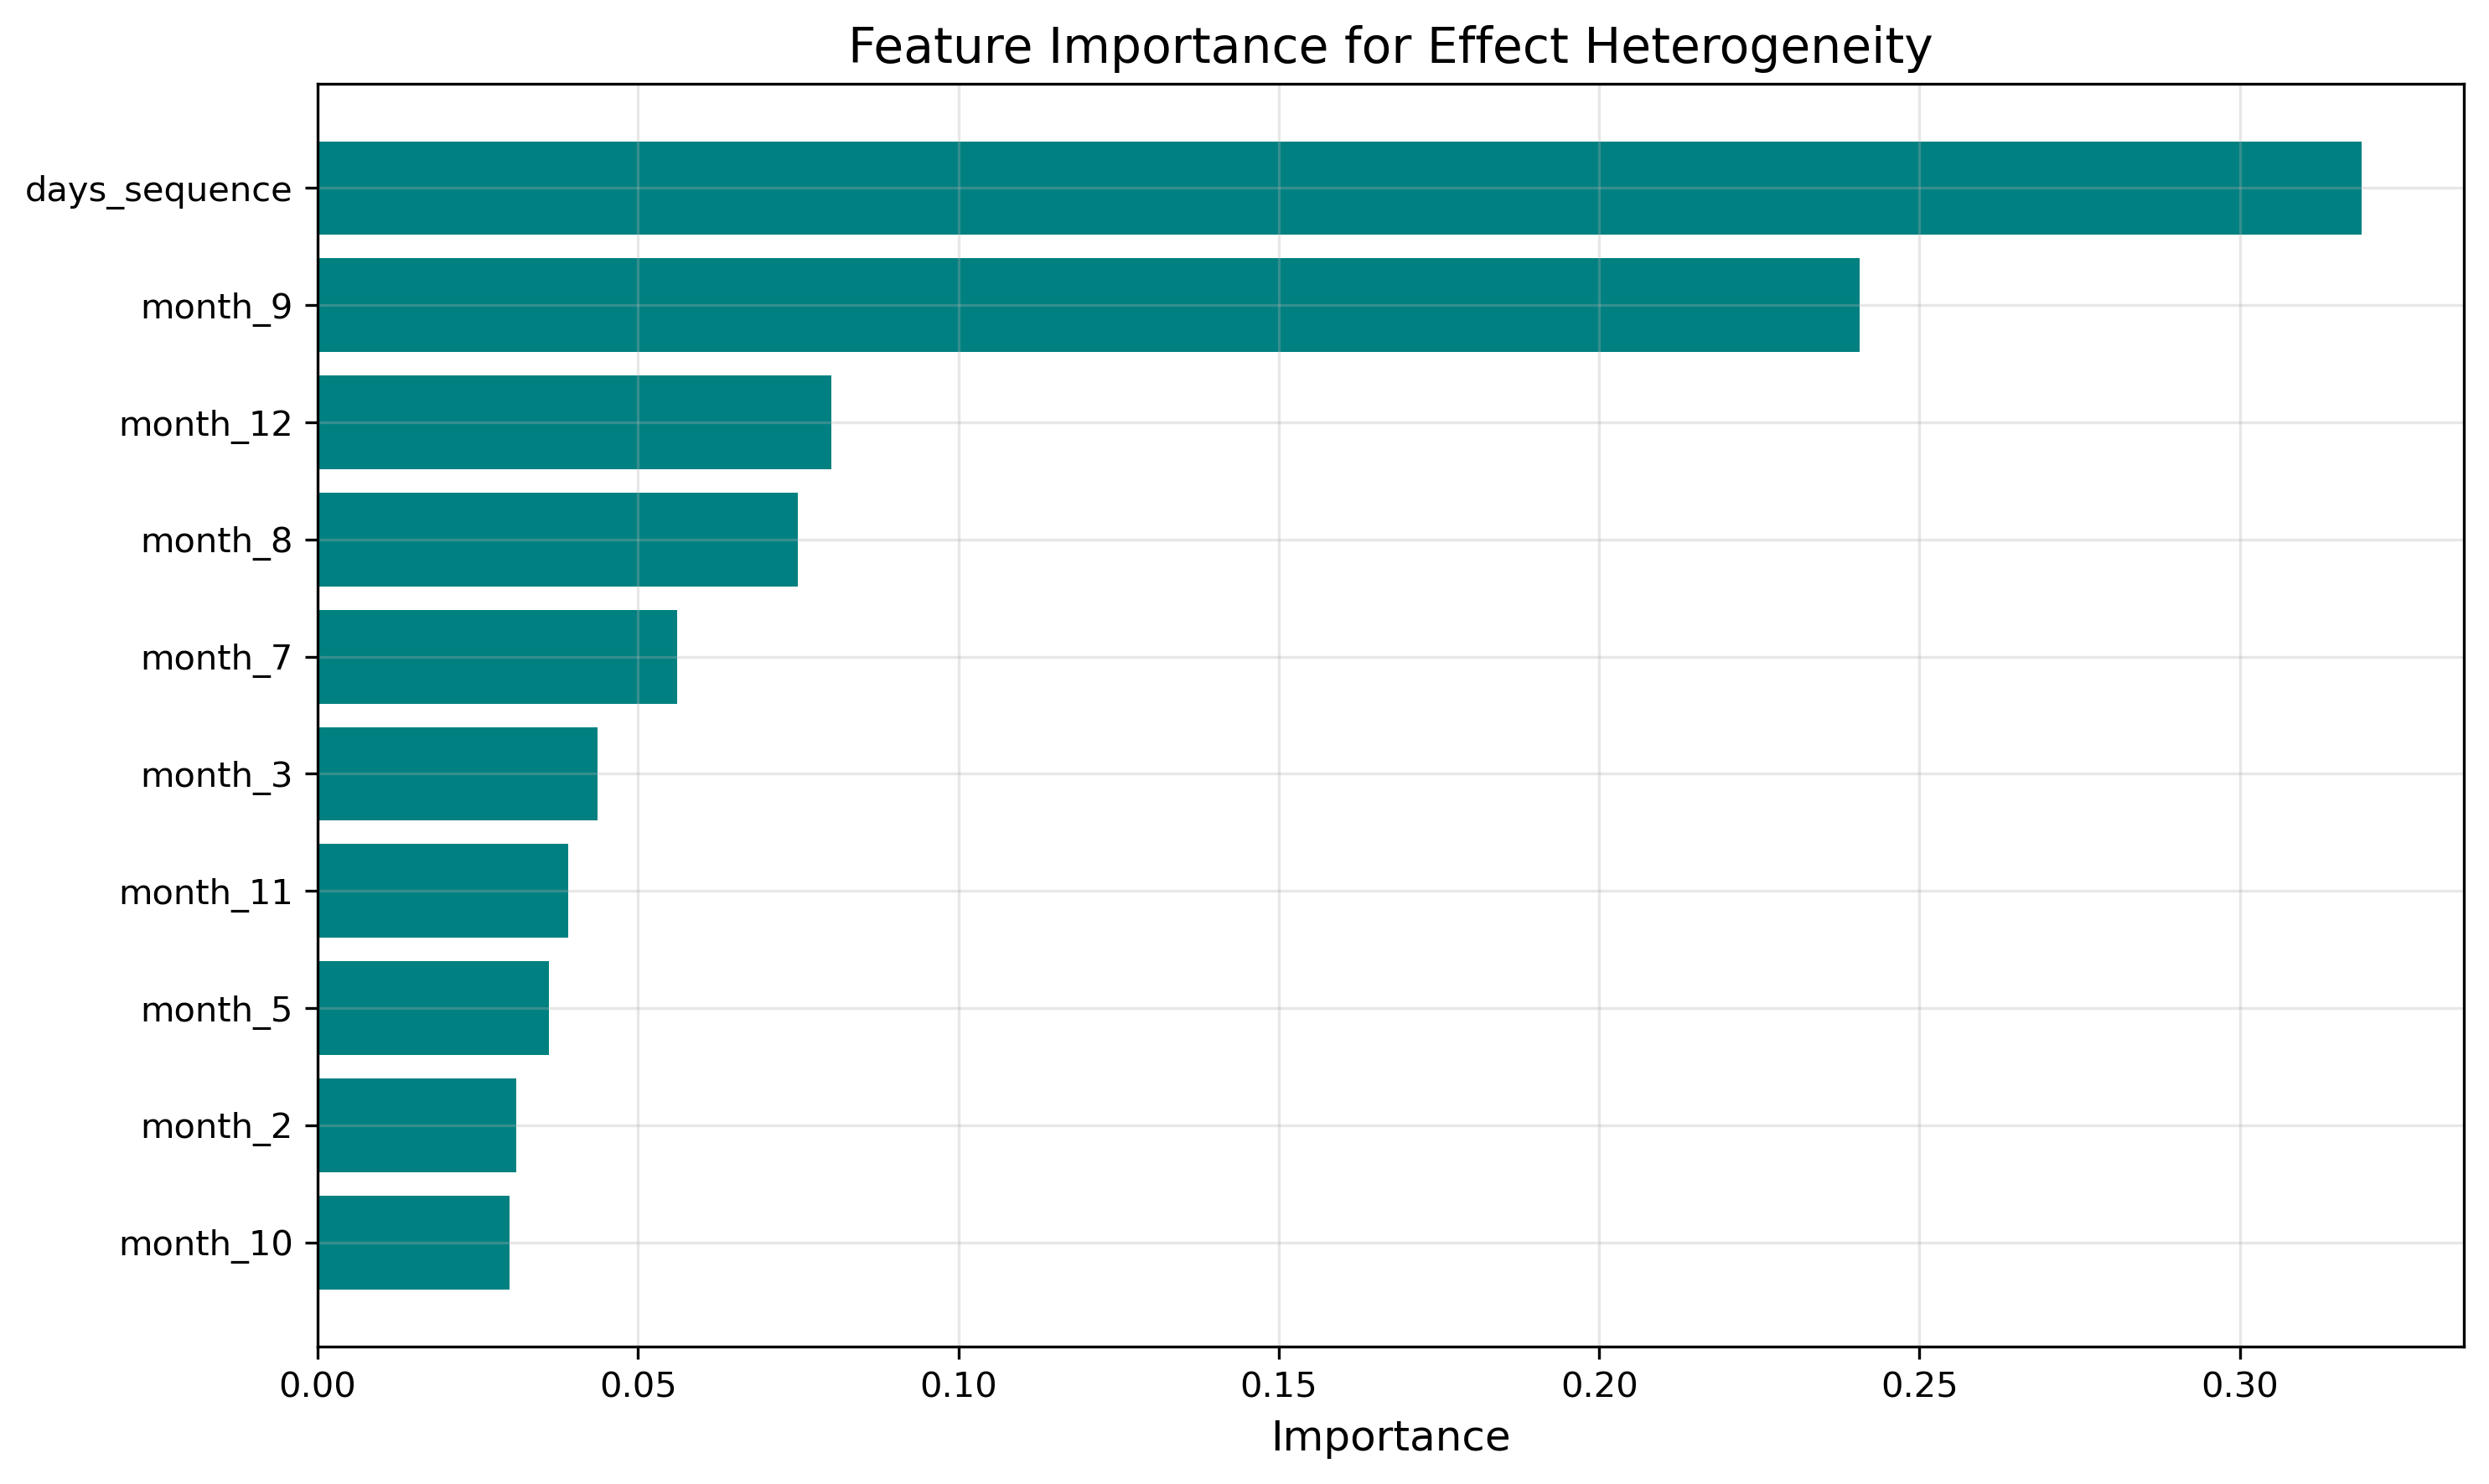 Feature Importance for Effect Heterogeneity
days_sequence
month_9
month_12
month_8
month_7
month_3
month_11
month_5
month_2
month_10
0.00 0.05 0.10 0.15 0.20 0.25 0.30
Importance